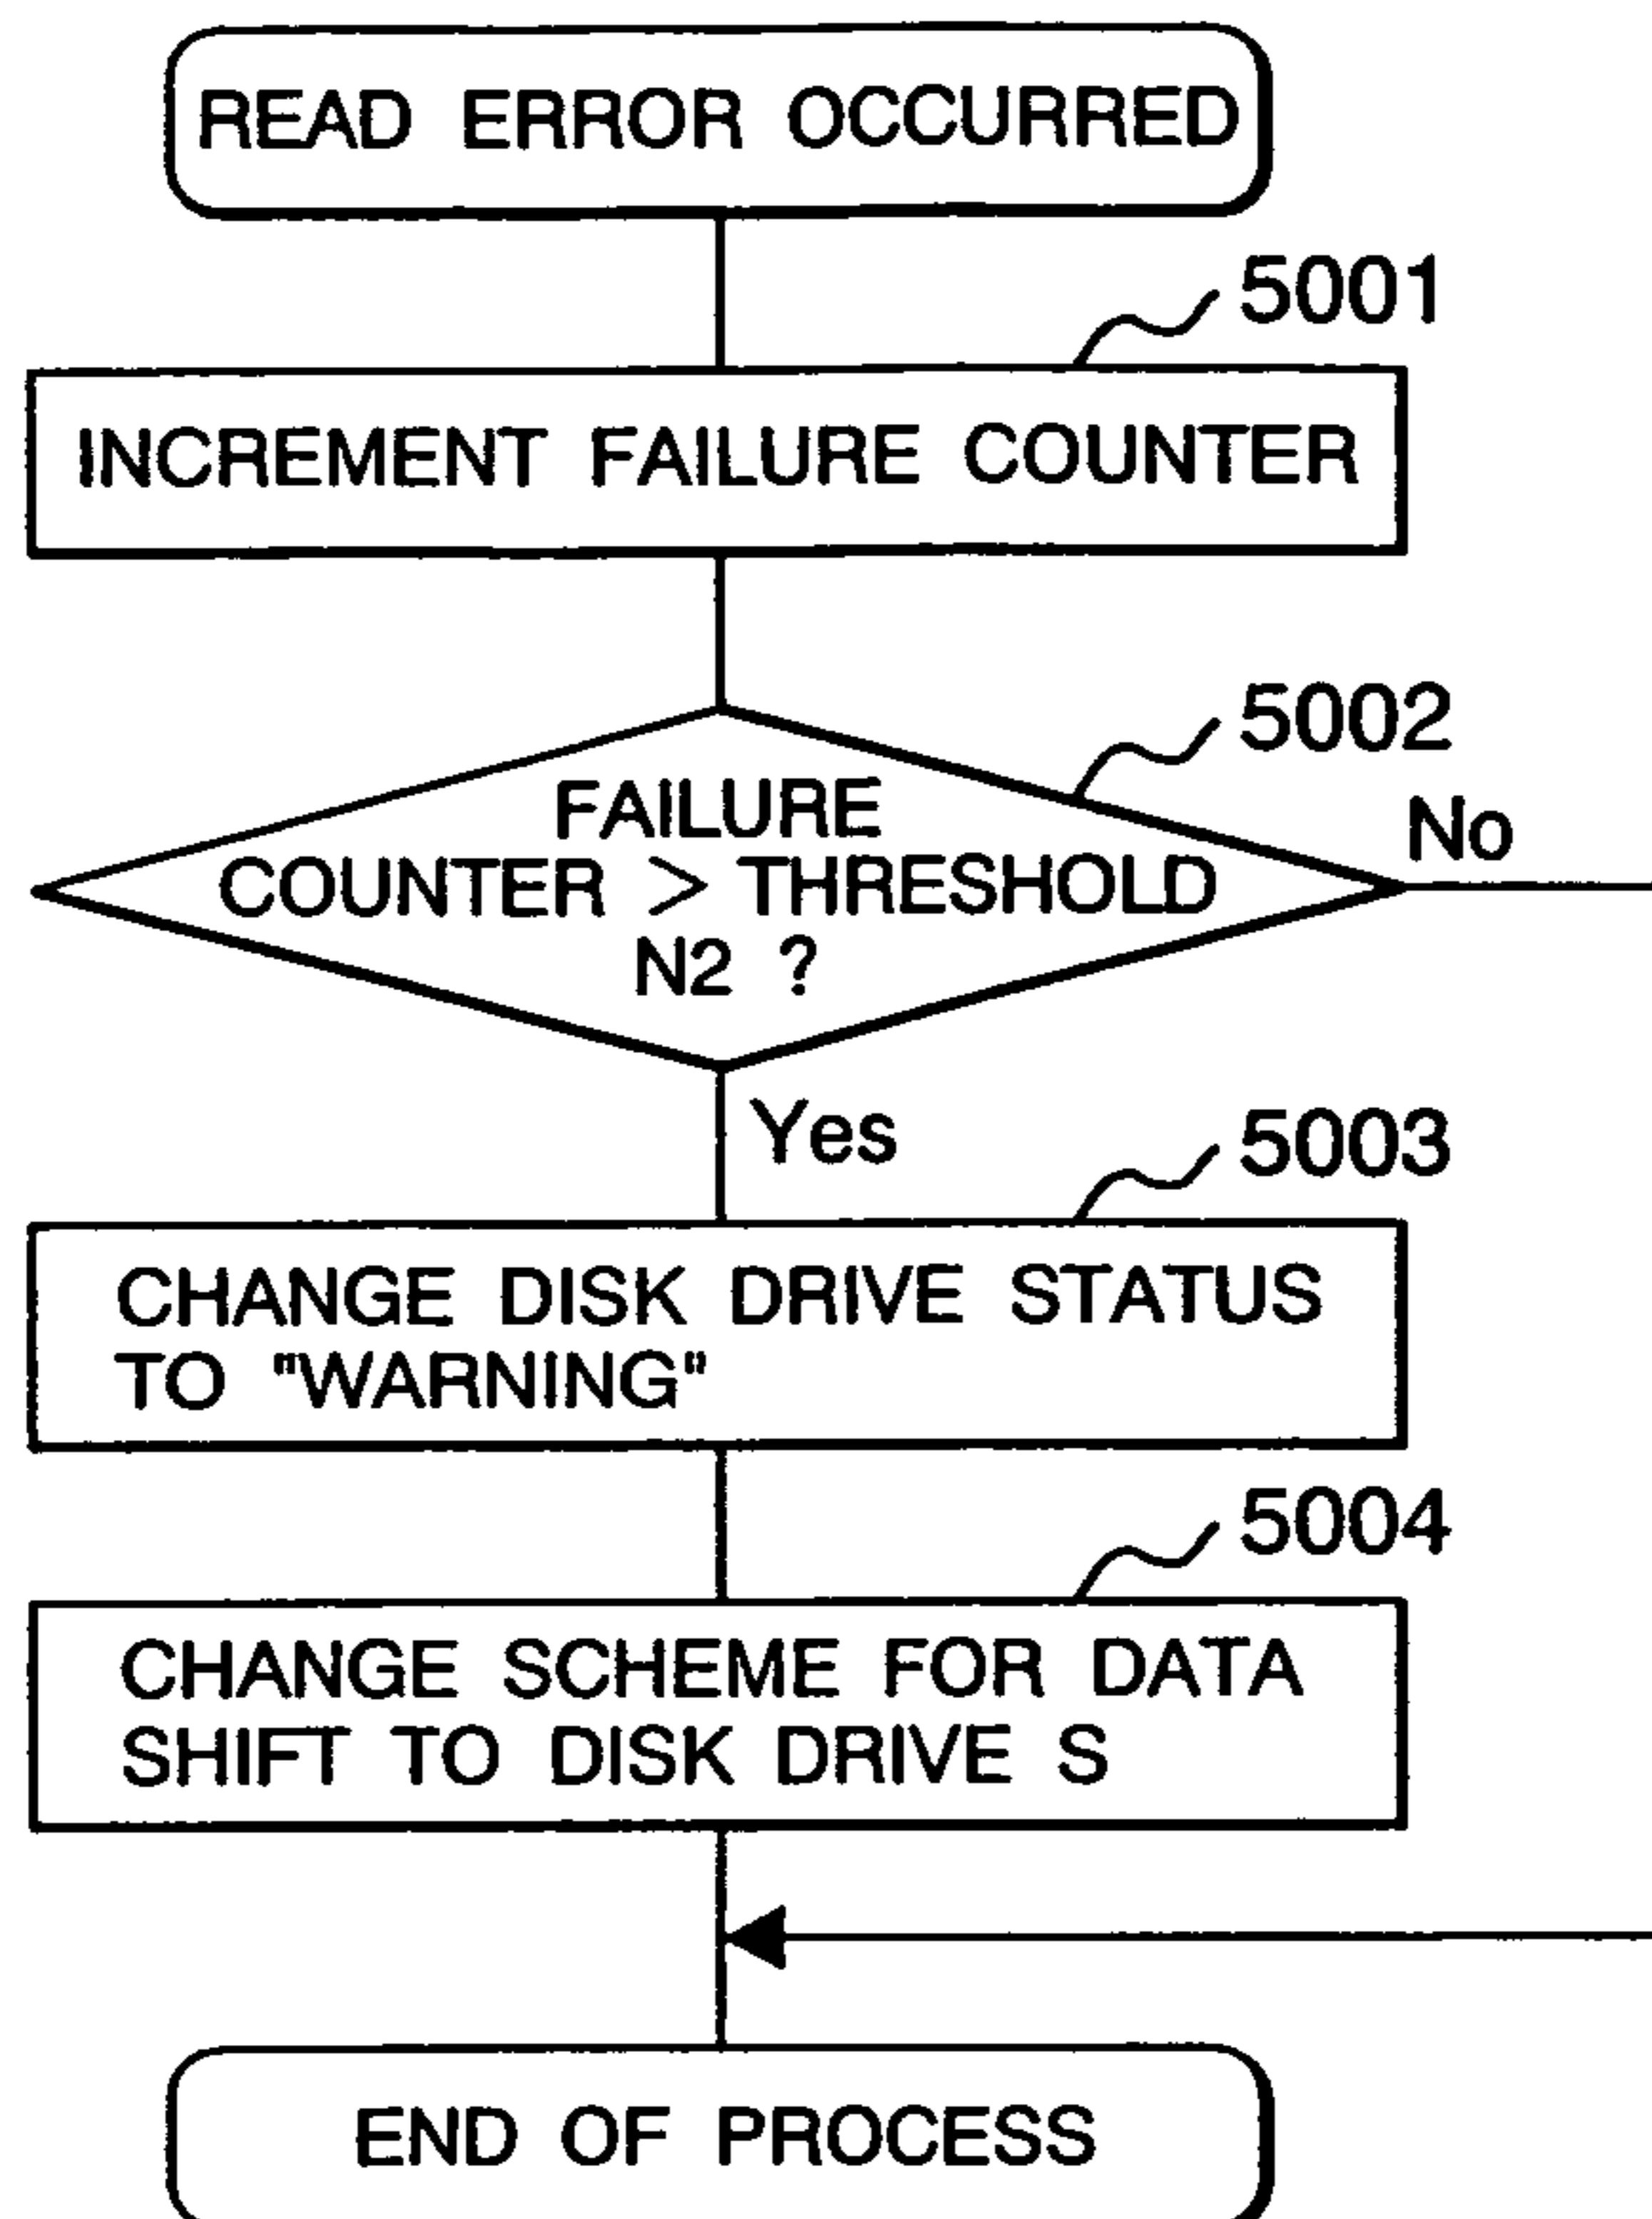 READ ERROR OCCURRED
5001
INCREMENT FAILURE COUNTER
5002
FAILURE
COUNTER > THRESHOLD
N2 ?
No
Yes
5003
CHANGE DISK DRIVE STATUS
TO "WARNING"
5004
CHANGE SCHEME FOR DATA
SHIFT TO DISK DRIVE S
END OF PROCESS